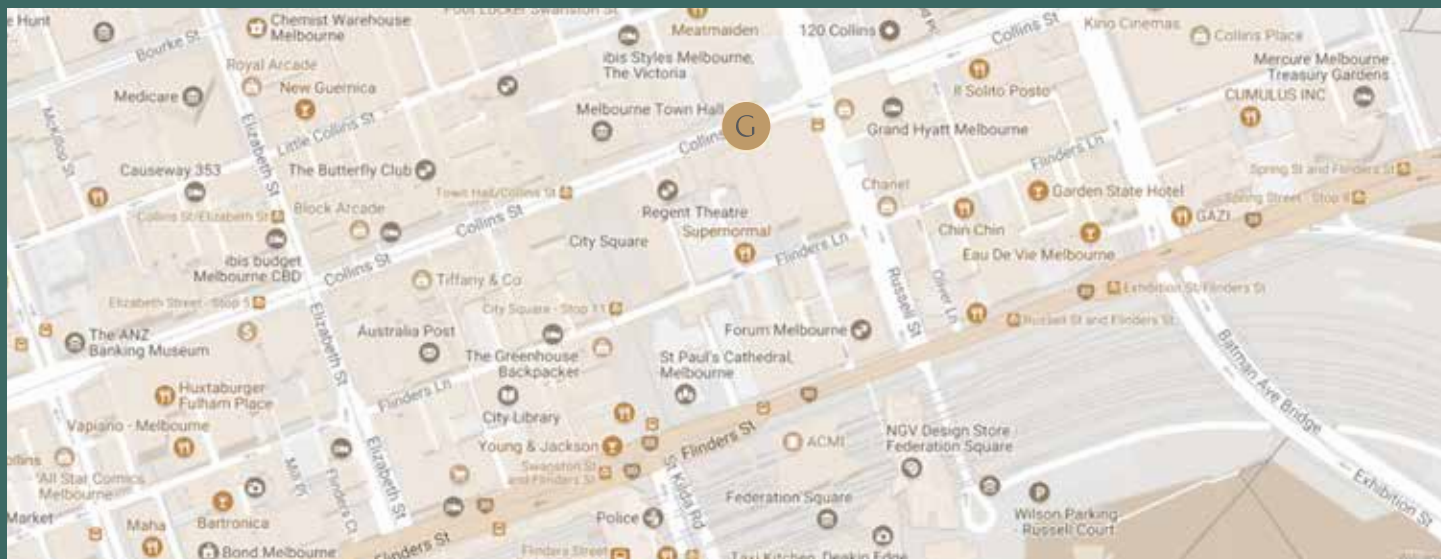 Hunt
Bourke St
Chemist Warehouse
Melbourne
Foot Locker Swanston St
Meatmaiden
120 Collins
Collins St
Kino Cinemas
Collins Place
Royal Arcade
ibis Styles Melbourne,
The Victoria
Mercure Melbourne
Treasury Gardens
Medicare
New Guernica
Il Solito Posto
CUMULUS INC
McKillop St
Elizabeth St
Little Collins St
Melbourne Town Hall
Collins
G
Grand Hyatt Melbourne
Flinders Ln
Causeway 353
The Butterfly Club
Spring St and Flinders St
Chanel
Garden State Hotel
Town Hall/Collins St
Spring Street - Stop 8
Collins St/Elizabeth St
Block Arcade
Collins St
Regent Theatre
Supernormal
Chin Chin
GAZI
City Square
Flinders Ln
Eau De Vie Melbourne
ibis budget
Melbourne CBD
Collins St
Tiffany & Co
Russell St
Oliver Ln
Exhibition St/Flinders St
Elizabeth Street - Stop 5
City Square - Stop 11
Russell St and Flinders St
Elizabeth St
Australia Post
Forum Melbourne
The ANZ
Banking Museum
The Greenhouse
Backpacker
St Paul's Cathedral,
Melbourne
Batman Ave Bridge
Huxtaburger
Fulham Place
Flinders Ln
City Library
Vapiano - Melbourne
Young & Jackson
Flinders St
ACMI
NGV Design Store -
Federation Square
Elizabeth St
Swanston St
and Flinders St
St Kilda Rd
All Star Comics
Melbourne
Mill Pl
Flinders Ct
Exhibition St
Federation Square
Market
Maha
Bartronica
Police
P
Wilson Parking -
Russell Court
Bond Melbourne
Flinders St
Flinders Street
Taxi Kitchen, Deakin Edge